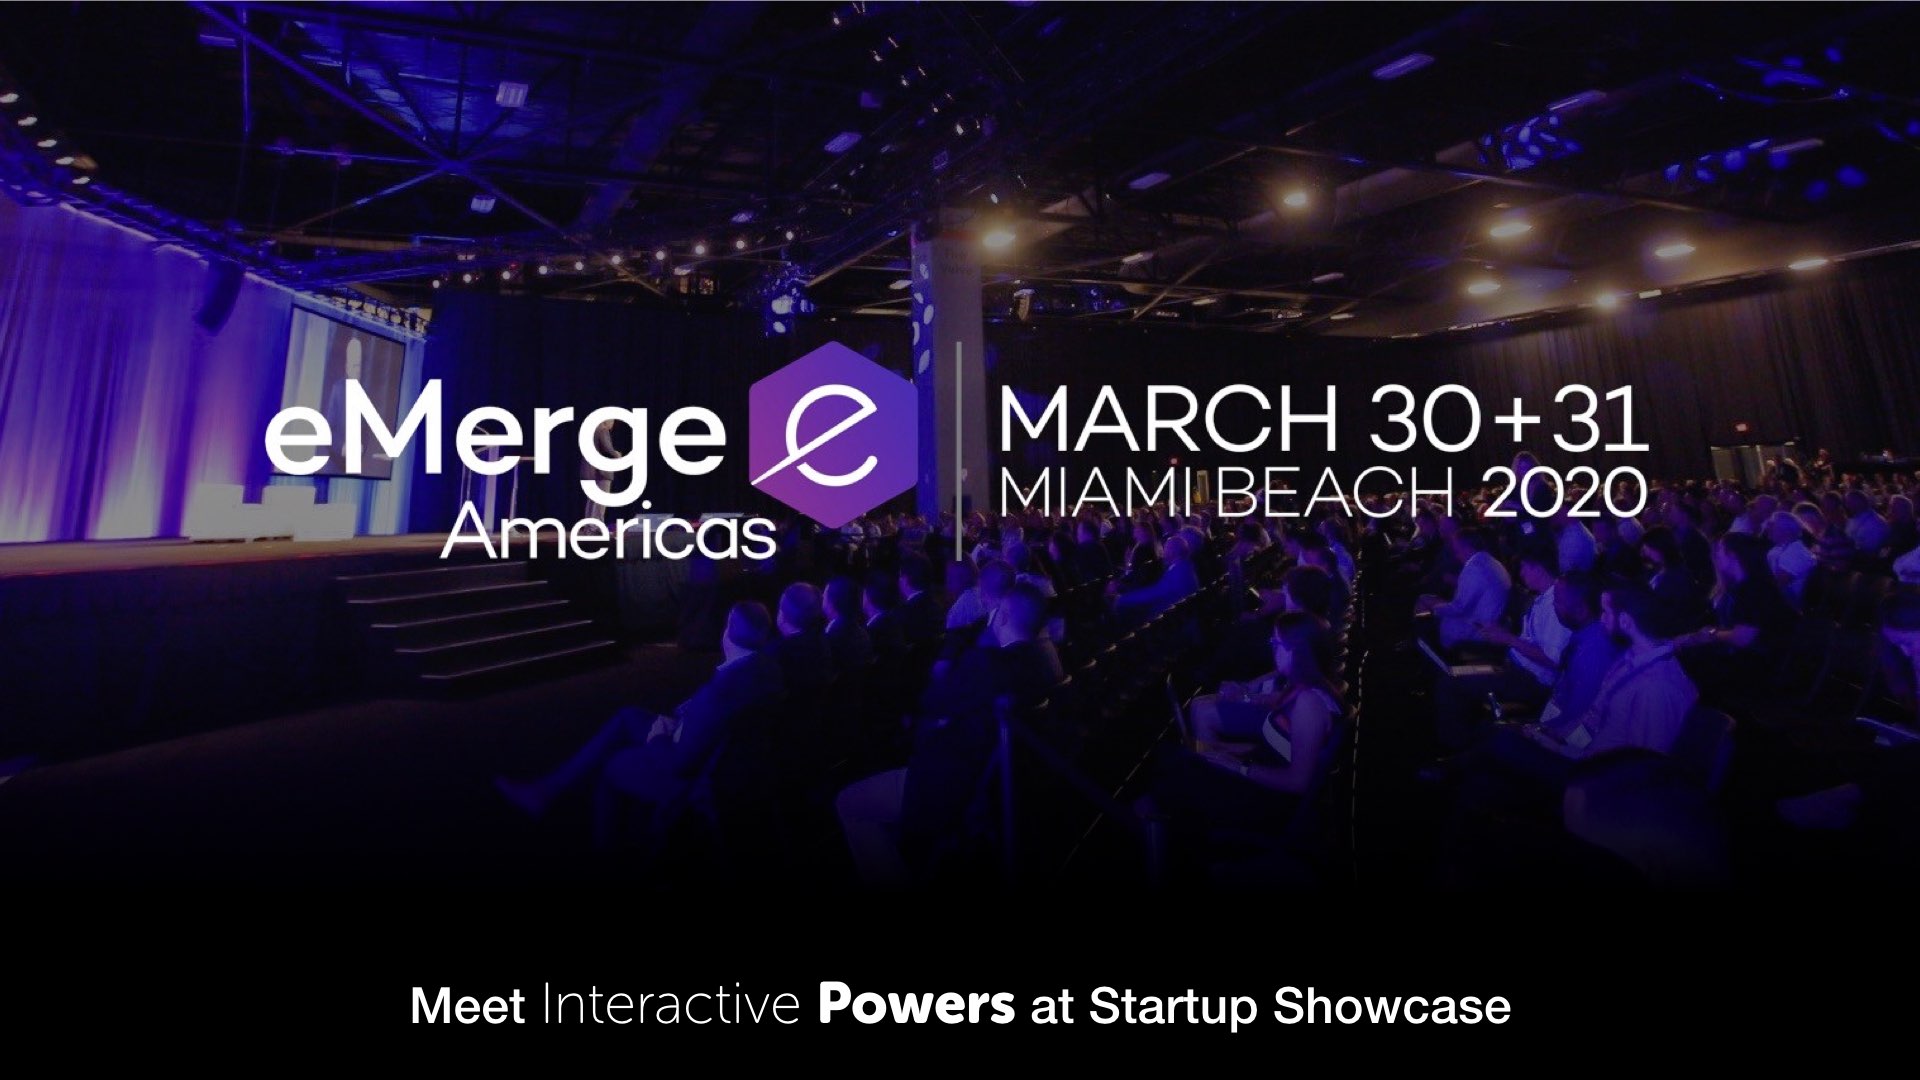 eMerge
Americas
MARCH 30+31
MIAMI BEACH 2020
Meet Interactive Powers at Startup Showcase